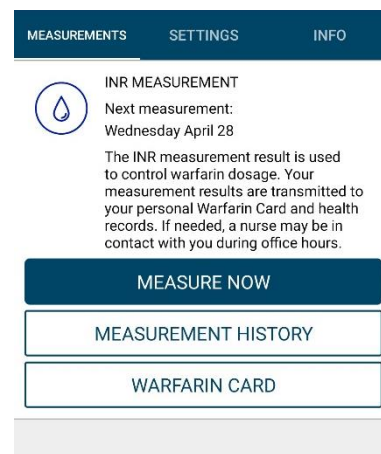 MEASUREMENTS SETTINGS INFO
INR MEASUREMENT
Next measurement:
Wednesday April 28
The INR measurement result is used
to control warfarin dosage. Your
measurement results are transmitted to
your personal Warfarin Card and health
records. If needed, a nurse may be in
contact with you during office hours.
MEASURE NOW
MEASUREMENT HISTORY
WARFARIN CARD